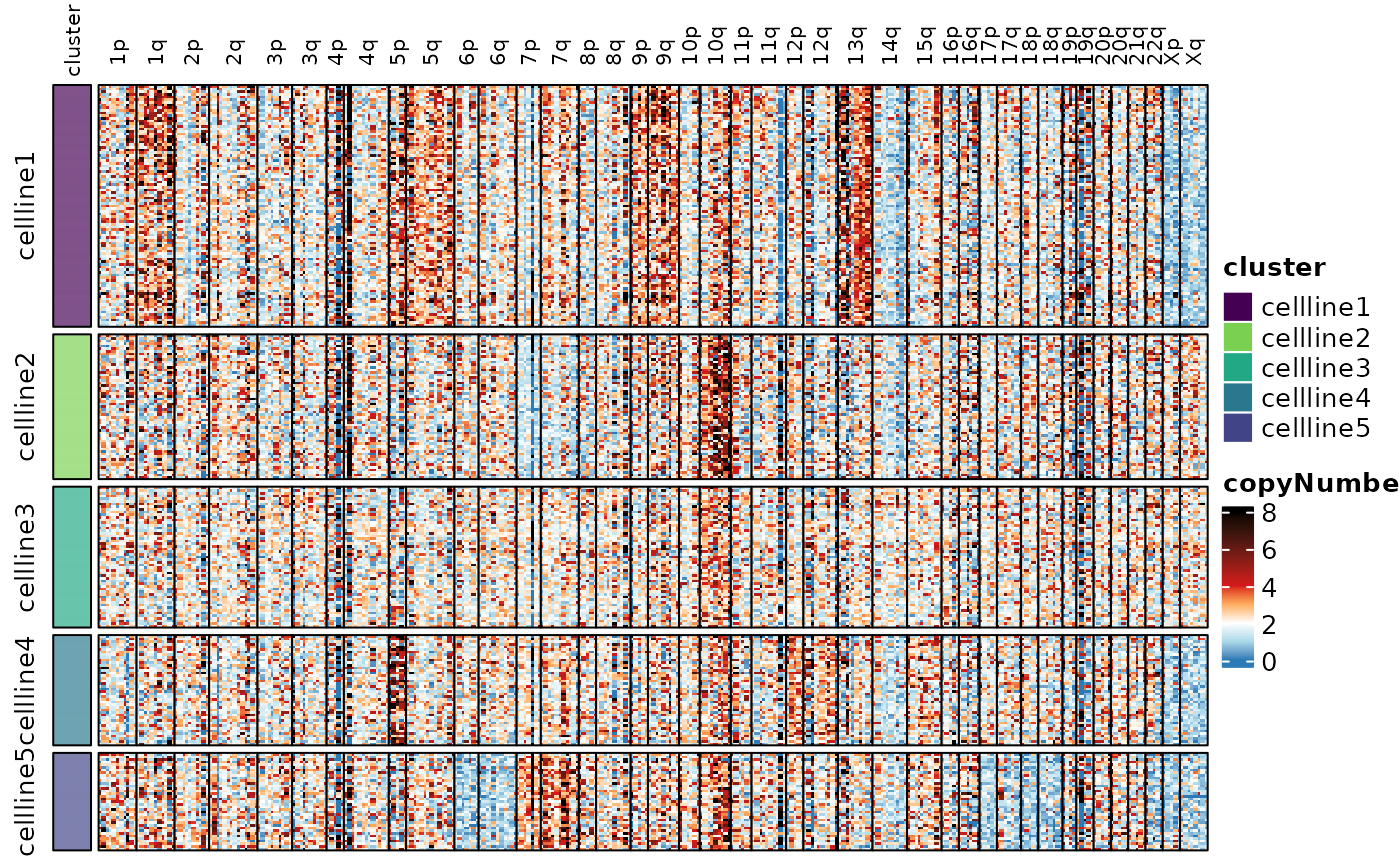 cluster
1p
1q
2p
2q
3p
3q
4p
4q
5p
5q
6p
6q
7p
7q
8p
8q
9p
9q
10p
10q
11p
11q
12p
12q
13q
14q
15q
16p
16q
17p
17q
18p
18q
19p
19q
20p
20q
21q
22q
Xp
Xq
cellline1
cellline2
cellline3
cellline4
cellline5
cluster
cellline1
cellline2
cellline3
cellline4
cellline5
copyNumbe
8
6
4
2
0